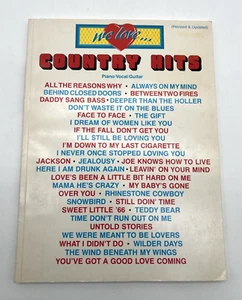 (Revised & Updated)
We love...
COUNTRY HITS
Piano/Vocal/Guitar
ALL THE REASONS WHY • ALWAYS ON MY MIND
BEHIND CLOSED DOORS • BETWEEN TWO FIRES
DADDY SANG BASS • DEEPER THAN THE HOLLER
DON'T WASTE IT ON THE BLUES
FACE TO FACE • THE GIFT
I DREAM OF WOMEN LIKE YOU
IF THE FALL DON'T GET YOU
I'LL STILL BE LOVING YOU
I'M DOWN TO MY LAST CIGARETTE
I NEVER ONCE STOPPED LOVING YOU
JACKSON • JEALOUSY • JOE KNOWS HOW TO LIVE
HERE I AM DRUNK AGAIN • LEAVIN' ON YOUR MIND
LOVE'S BEEN A LITTLE BIT HARD ON ME
MAMA HE'S CRAZY • MY BABY'S GONE
OVER YOU • RHINESTONE COWBOY
SNOWBIRD • STILL DOIN' TIME
SWEET LITTLE '66 • TEDDY BEAR
TIME DON'T RUN OUT ON ME
UNTOLD STORIES
WE WERE MEANT TO BE LOVERS
WHAT I DIDN'T DO • WILDER DAYS
THE WIND BENEATH MY WINGS
YOU'VE GOT A GOOD LOVE COMING